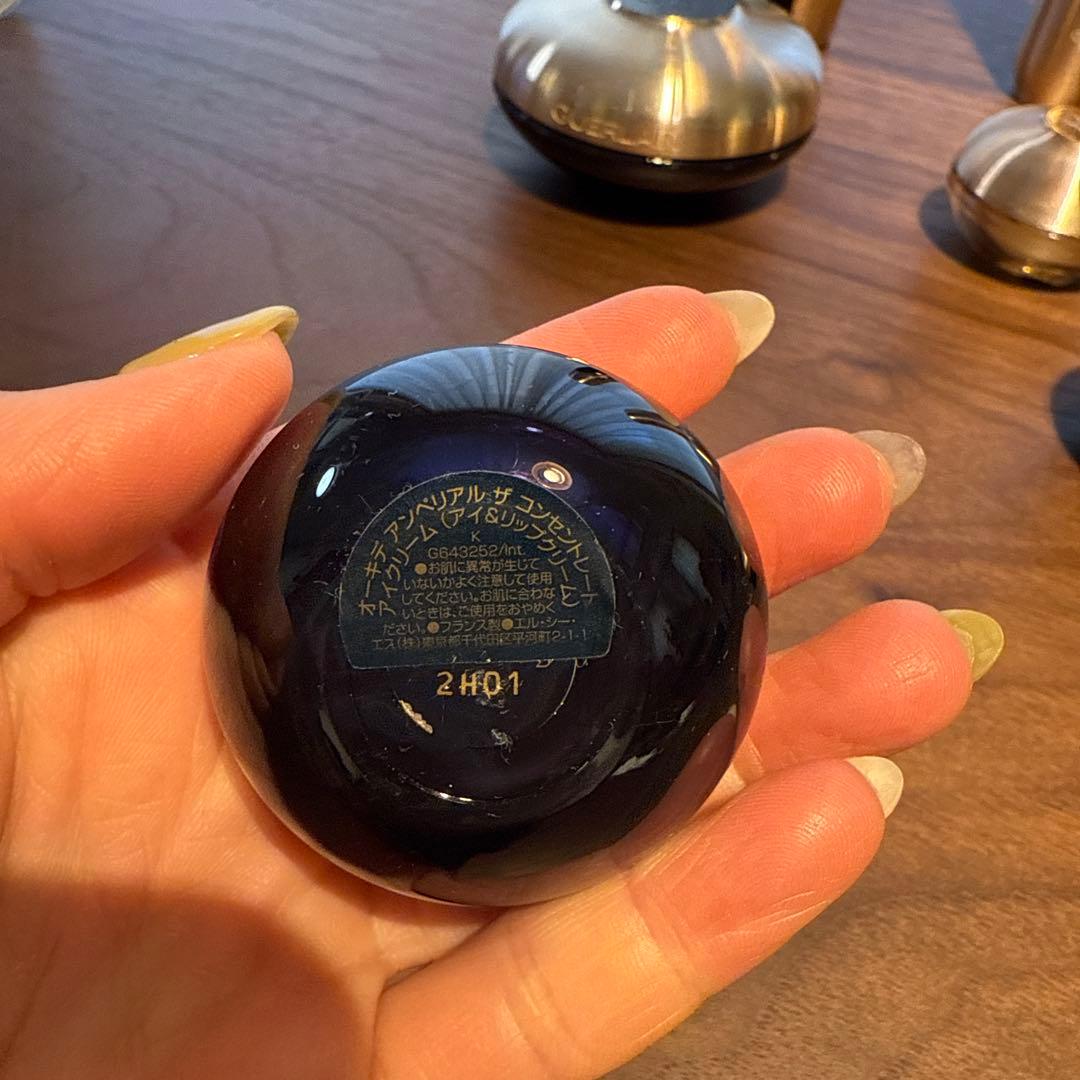 オーキデ アンペリアル ザ コンセントレート
アイクリーム（アイ&リップクリーム）
K
G643252/Int.
●お肌に異常が生じて
いないかよく注意して使用
してください。お肌に合わな
いときは、ご使用をおやめく
ださい。●フランス製●エル・シー・
エス(株)東京都千代田区平河町2-1-1
2H01